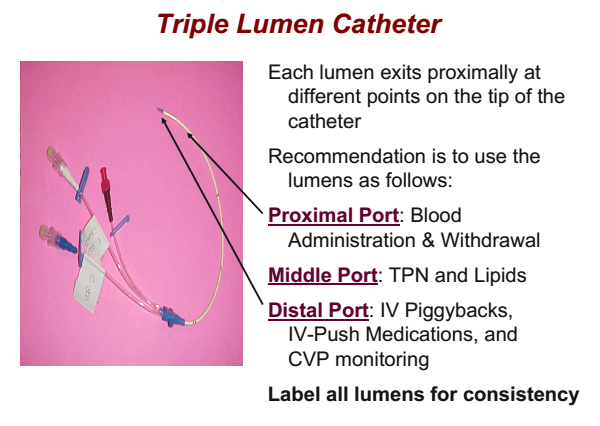 Triple Lumen Catheter
Each lumen exits proximally at
different points on the tip of the
catheter
Recommendation is to use the
lumens as follows:
Proximal Port: Blood
Administration & Withdrawal
Middle Port: TPN and Lipids
Distal Port: IV Piggybacks,
IV-Push Medications, and
CVP monitoring
Label all lumens for consistency